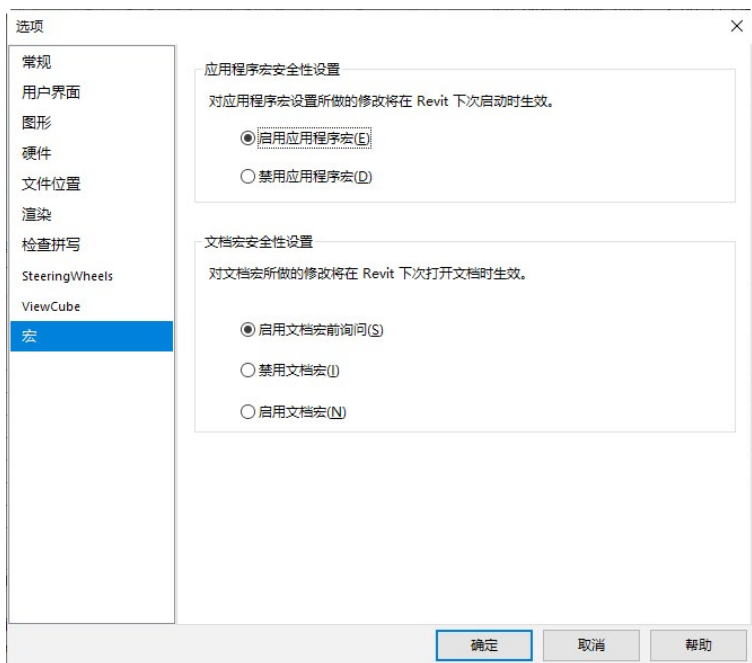 选项
常规
用户界面
图形
硬件
文件位置
渲染
检查拼写
SteeringWheels
ViewCube
宏
应用程序宏安全性设置
对应用程序宏设置所做的修改将在 Revit 下次启动时生效。
启用应用程序宏(E)
禁用应用程序宏(D)
文档宏安全性设置
对文档宏所做的修改将在 Revit 下次打开文档时生效。
启用文档宏前询问(S)
禁用文档宏(I)
启用文档宏(N)
确定
取消
帮助